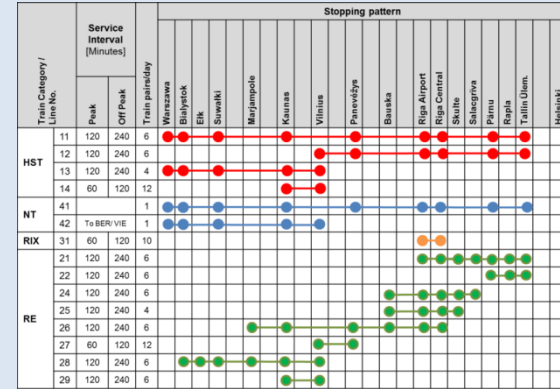 Stopping pattern
Service
Interval
[Minutes]
Train Category /
Line No.
Peak
Off Peak
Train pairs/day
Warszawa
Bialystok
Ełk
Suwałki
Marjampole
Kaunas
Vilnius
Panevėžys
Bauska
Riga Airport
Riga Central
Skulte
Salacgriva
Pärnu
Rapla
Tallin Ülem.
Helsinki
HST
11 120 240 6
12 120 240 6
13 120 240 4
14 60 120 12
NT
41 1
42 To BER/ VIE 1
RIX
31 60 120 10
RE
21 120 240 6
22 120 240 6
24 120 240 6
25 120 240 4
26 120 240 6
27 60 120 12
28 120 240 6
29 120 240 6